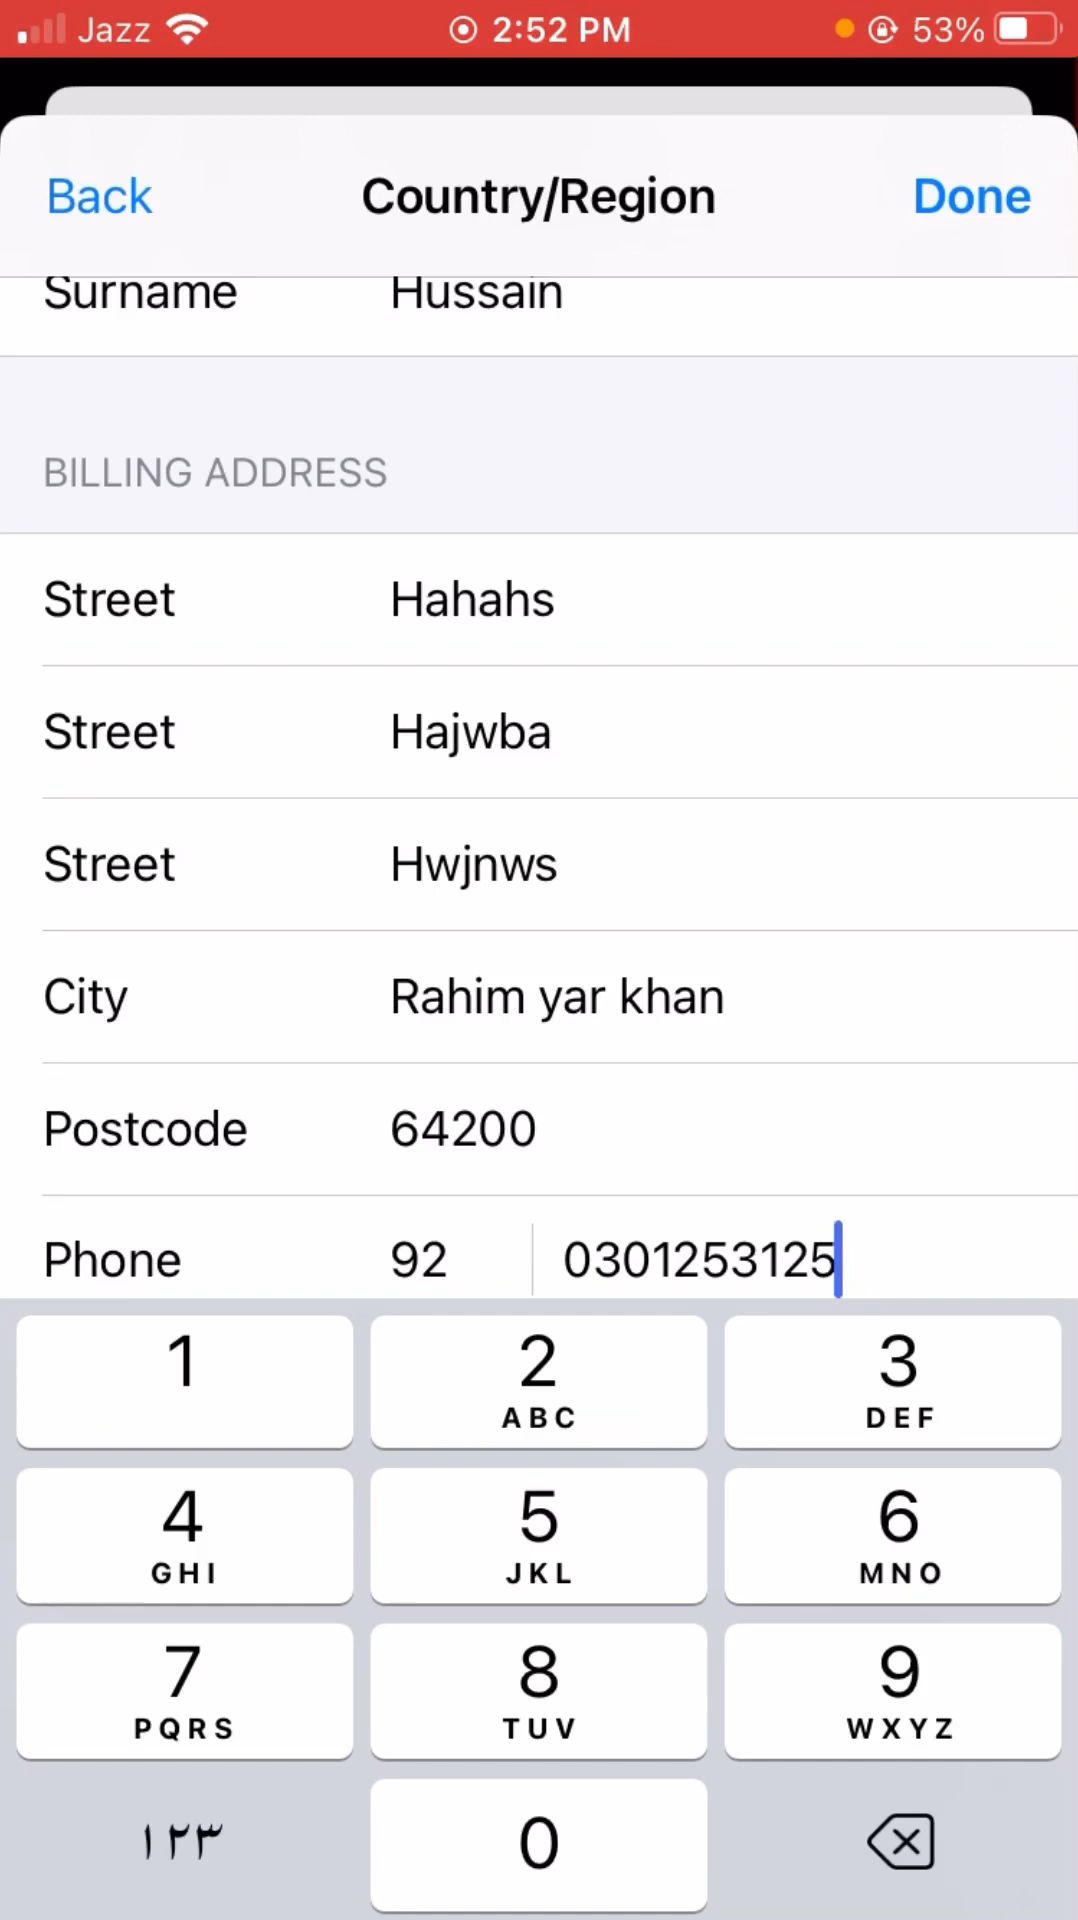 Jazz 2:52 PM 53%
Back Country/Region Done
Surname Hussain
BILLING ADDRESS
Street Hahahs
Street Hajwba
Street Hwjnws
City Rahim yar khan
Postcode 64200
Phone 92 0301253125
1 2 3
ABC DEF
4 5 6
GHI JKL MNO
7 8 9
PQRS TUV WXYZ
۱۲۳ 0